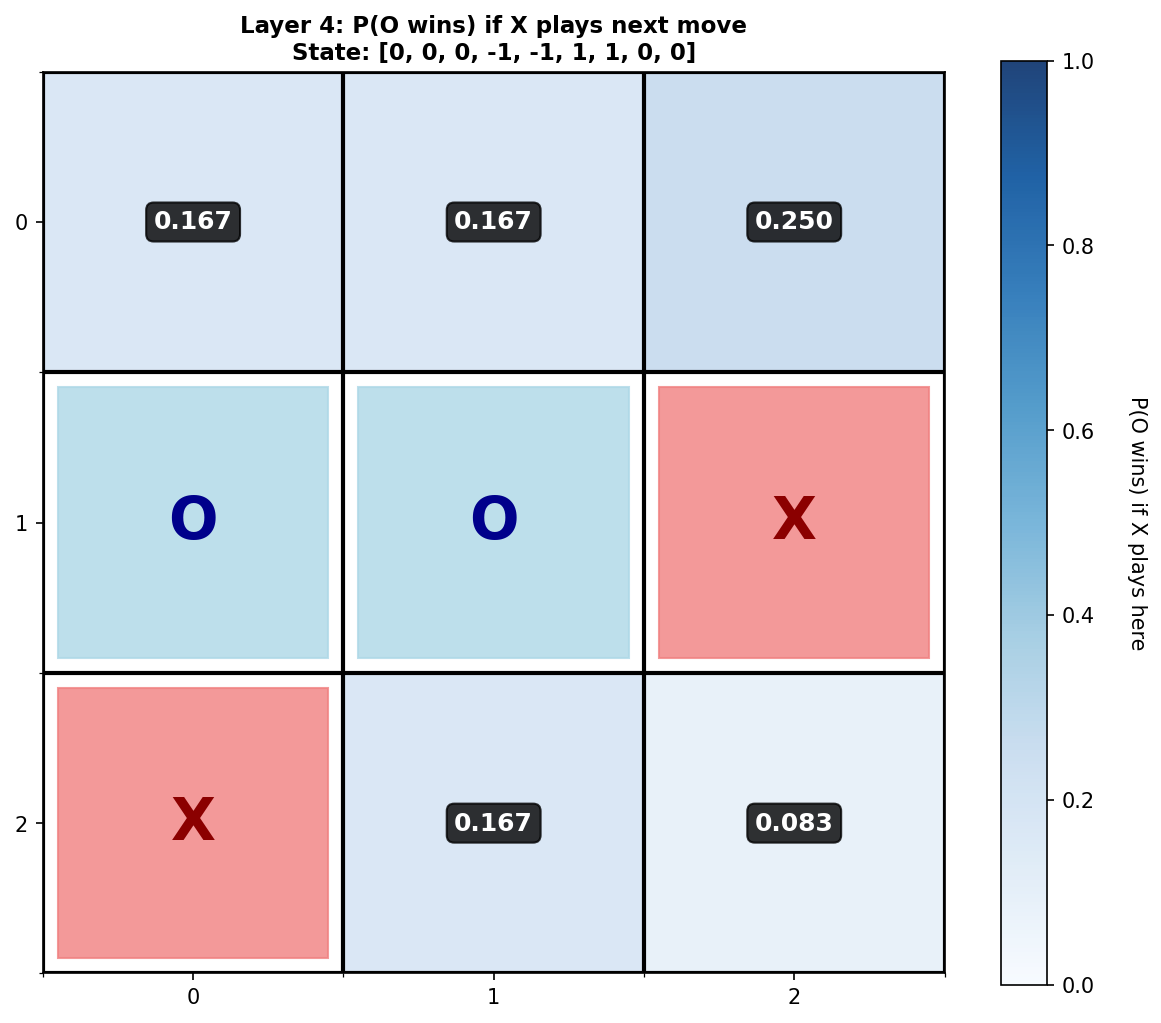 Layer 4: P(O wins) if X plays next move
State: [0, 0, 0, -1, -1, 1, 1, 0, 0]
0
0.167
0.167
0.250
1
O
O
X
2
X
0.167
0.083
0
1
2
1.0
0.8
0.6
0.4
0.2
0.0
P(O wins) if X plays here